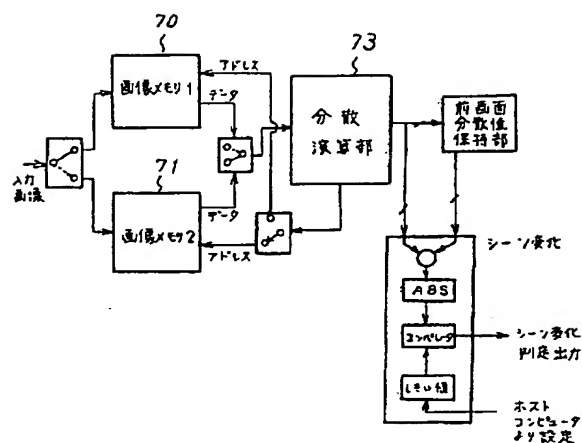 70
画像メモリ1
アドレス
データ
73
分散
演算部
前画面
分散値
保持部
入力
画像
71
画像メモリ2
データ
アドレス
シーン変化
ABS
コンパレータ
シーン変化
判定出力
しきい値
ホスト
コンピュータ
より設定